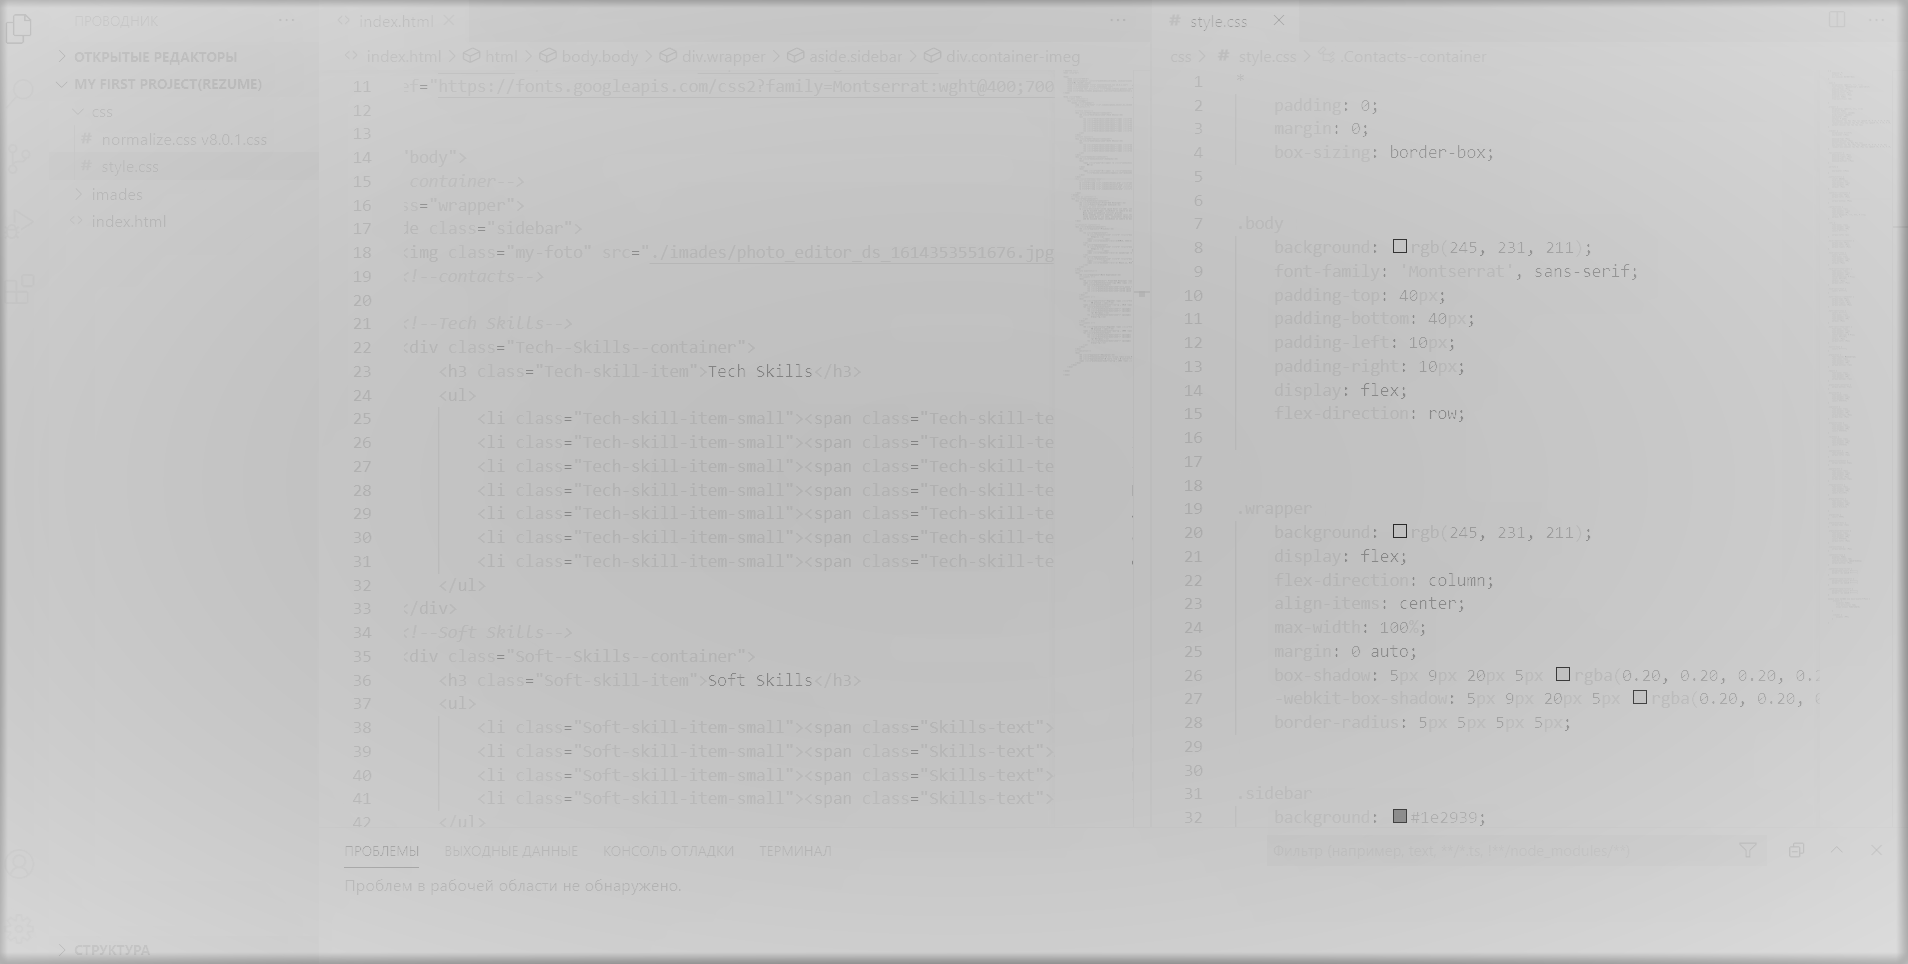 ПРОВОДНИК
ОТКРЫТЫЕ РЕДАКТОРЫ
MY FIRST PROJECT(REZUME)
css
# normalize.css v8.0.1.css
# style.css
imades
<> index.html
СТРУКТУРА
<> index.html
<> index.html > html > body.body > div.wrapper > aside.sidebar > div.container-imeg
11 ef="https://fonts.googleapis.com/css2?family=Montserrat:wght@400;700
12
13
14 "body">
15 container-->
16 ss="wrapper">
17 de class="sidebar">
18 <img class="my-foto" src="./imades/photo_editor_ds_1614353551676.jpg
19 <!--contacts-->
20
21 <!--Tech Skills-->
22 <div class="Tech--Skills--container">
23 <h3 class="Tech-skill-item">Tech Skills</h3>
24 <ul>
25 <li class="Tech-skill-item-small"><span class="Tech-skill-te
26 <li class="Tech-skill-item-small"><span class="Tech-skill-te
27 <li class="Tech-skill-item-small"><span class="Tech-skill-te
28 <li class="Tech-skill-item-small"><span class="Tech-skill-te
29 <li class="Tech-skill-item-small"><span class="Tech-skill-te
30 <li class="Tech-skill-item-small"><span class="Tech-skill-te
31 <li class="Tech-skill-item-small"><span class="Tech-skill-te
32 </ul>
33 </div>
34 <!--Soft Skills-->
35 <div class="Soft--Skills--container">
36 <h3 class="Soft-skill-item">Soft Skills</h3>
37 <ul>
38 <li class="Soft-skill-item-small"><span class="Skills-text">
39 <li class="Soft-skill-item-small"><span class="Skills-text">
40 <li class="Soft-skill-item-small"><span class="Skills-text">
41 <li class="Soft-skill-item-small"><span class="Skills-text">
42 </ul>
# style.css
css > # style.css > .Contacts--container
1 *
2 padding: 0;
3 margin: 0;
4 box-sizing: border-box;
5
6
7 .body
8 background: rgb(245, 231, 211);
9 font-family: 'Montserrat', sans-serif;
10 padding-top: 40px;
11 padding-bottom: 40px;
12 padding-left: 10px;
13 padding-right: 10px;
14 display: flex;
15 flex-direction: row;
16
17
18
19 .wrapper
20 background: rgb(245, 231, 211);
21 display: flex;
22 flex-direction: column;
23 align-items: center;
24 max-width: 100%;
25 margin: 0 auto;
26 box-shadow: 5px 9px 20px 5px rgba(0.20, 0.20, 0.20, 0.
27 -webkit-box-shadow: 5px 9px 20px 5px rgba(0.20, 0.20,
28 border-radius: 5px 5px 5px 5px;
29
30
31 .sidebar
32 background: #1e2939;
ПРОБЛЕМЫ ВЫХОДНЫЕ ДАННЫЕ КОНСОЛЬ ОТЛАДКИ ТЕРМИНАЛ
Фильтр (например, text, **/*.ts, !**/node_modules/**)
Проблем в рабочей области не обнаружено.